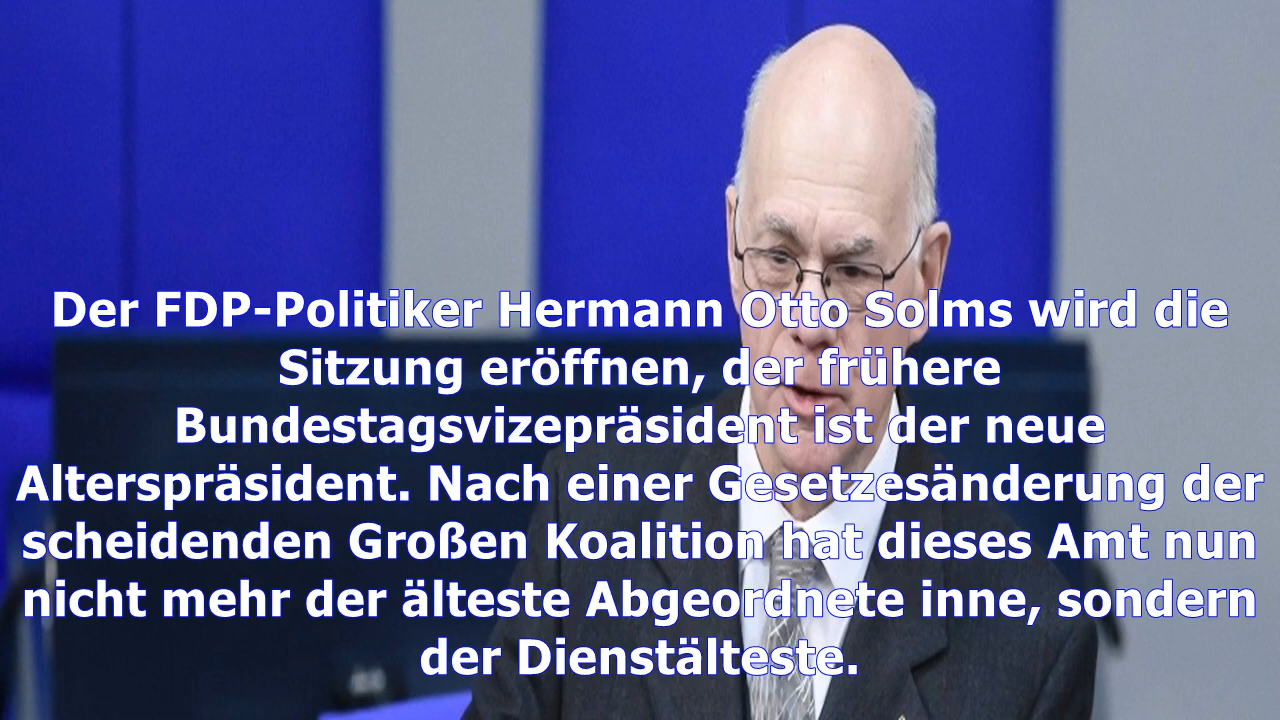 Der FDP-Politiker Hermann Otto Solms wird die
Sitzung eröffnen, der frühere
Bundestagsvizepräsident ist der neue
Alterspräsident. Nach einer Gesetzesänderung der
scheidenden Großen Koalition hat dieses Amt nun
nicht mehr der älteste Abgeordnete inne, sondern
der Dienstälteste.